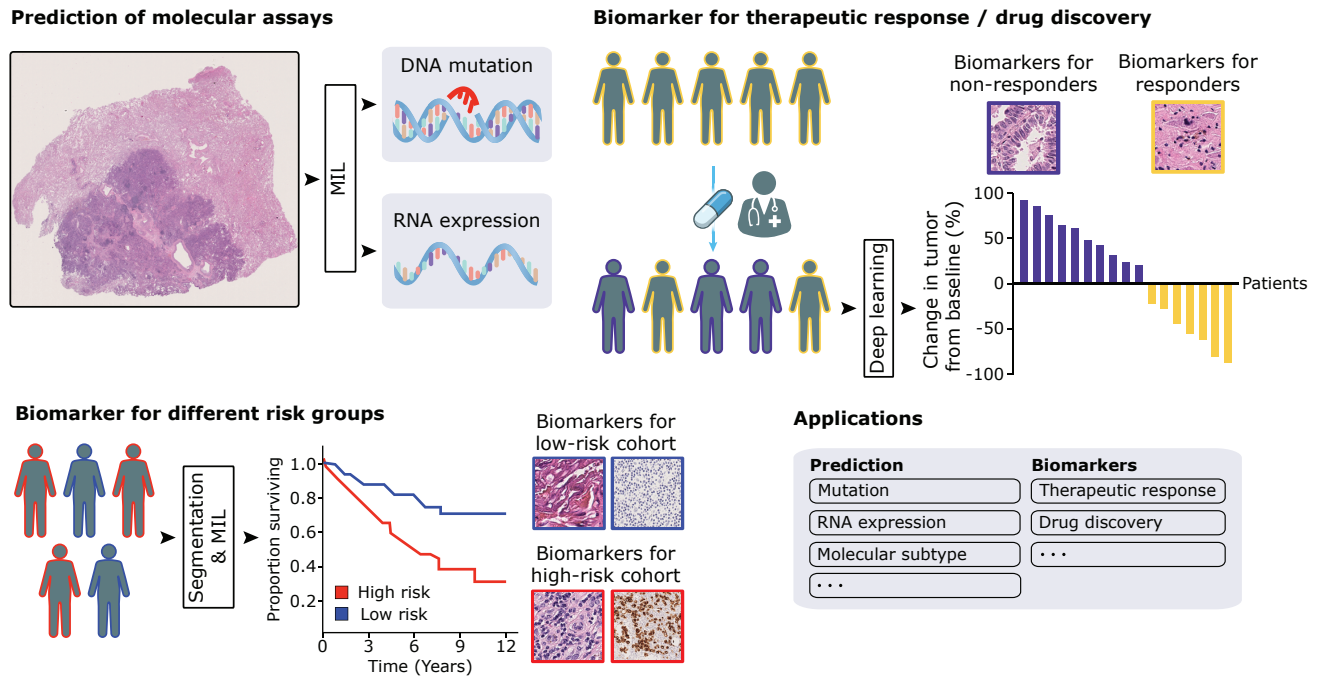 Prediction of molecular assays
MIL
DNA mutation
RNA expression
Biomarker for therapeutic response / drug discovery
Biomarkers for
non-responders
Biomarkers for
responders
Deep learning
Change in tumor
from baseline (%)
100
50
0
-50
-100
Patients
Biomarker for different risk groups
Segmentation
& MIL
Proportion surviving
1.0
0.8
0.6
0.4
0.2
High risk
Low risk
0
3
6
9
12
Time (Years)
Biomarkers for
low-risk cohort
Biomarkers for
high-risk cohort
Applications
Prediction
Mutation
RNA expression
Molecular subtype
• • •
Biomarkers
Therapeutic response
Drug discovery
• • •